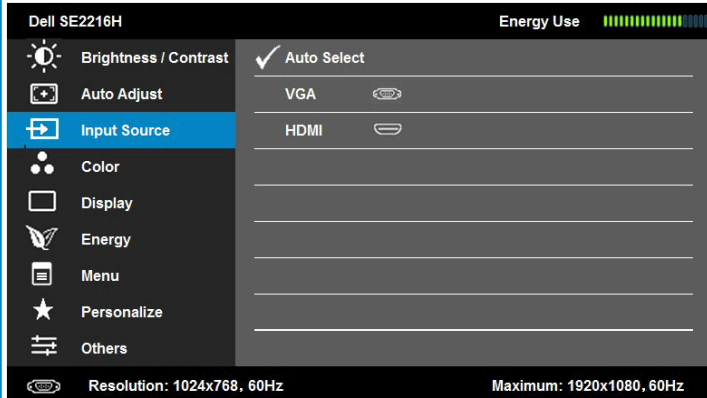 Dell SE2216H Energy Use
Brightness / Contrast Auto Select
Auto Adjust VGA
Input Source HDMI
Color
Display
Energy
Menu
Personalize
Others
Resolution: 1024x768, 60Hz Maximum: 1920x1080, 60Hz